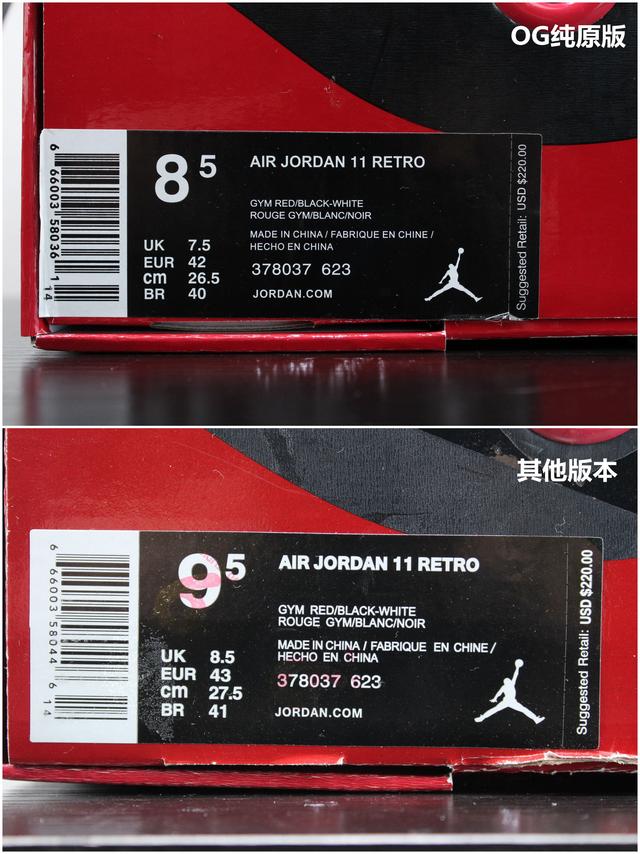 OG纯原版
6 66003 58036 1 14
8 5
AIR JORDAN 11 RETRO
GYM RED/BLACK-WHITE
ROUGE GYM/BLANC/NOIR
MADE IN CHINA / FABRIQUE EN CHINE /
HECHO EN CHINA
UK 7.5
EUR 42
cm 26.5
BR 40
378037 623
JORDAN.COM
Suggested Retail: USD $220.00
其他版本
6 66003 58044 6 14
9 5
AIR JORDAN 11 RETRO
GYM RED/BLACK-WHITE
ROUGE GYM/BLANC/NOIR
MADE IN CHINA / FABRIQUE EN CHINE /
HECHO EN CHINA
UK 8.5
EUR 43
cm 27.5
BR 41
378037 623
JORDAN.COM
Suggested Retail: USD $220.00